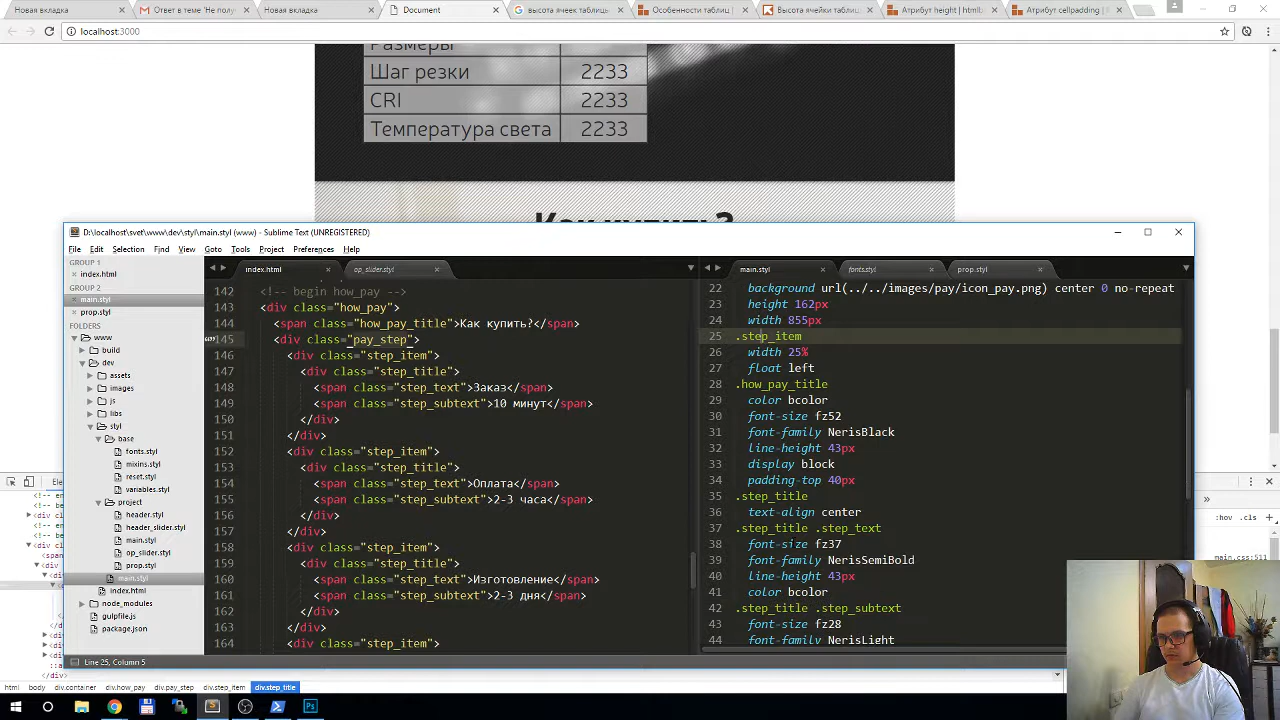 Новая вкладка
Ответ в теме 'Не полу
Новая вкладка
Document
высота ячеек таблицы
Особенности таблиц
Высота ячейки таблиц
Атрибут height | htmlb
Атрибут cellpadding |
localhost:3000
Размеры
Шаг резки 2233
CRI 2233
Температура света 2233
Как купить?
D:\localhost\svet\www\dev\styl\main.styl (www) - Sublime Text (UNREGISTERED)
File Edit Selection Find View Goto Tools Project Preferences Help
GROUP 1
index.html
GROUP 2
main.styl
prop.styl
FOLDERS
www
build
dev
assets
images
js
libs
styl
base
fonts.styl
mixins.styl
reset.styl
variables.styl
project
header.styl
header_slider.styl
main.styl
op_slider.styl
prop.styl
main.styl
index.html
node_modules
gulpfile.js
package.json
index.html
op_slider.styl
142 <!-- begin how_pay -->
143 <div class="how_pay">
144 <span class="how_pay_title">Как купить?</span>
145 <div class="pay_step">
146 <div class="step_item">
147 <div class="step_title">
148 <span class="step_text">Заказ</span>
149 <span class="step_subtext">10 минут</span>
150 </div>
151 </div>
152 <div class="step_item">
153 <div class="step_title">
154 <span class="step_text">Оплата</span>
155 <span class="step_subtext">2-3 часа</span>
156 </div>
157 </div>
158 <div class="step_item">
159 <div class="step_title">
160 <span class="step_text">Изготовление</span>
161 <span class="step_subtext">2-3 дня</span>
162 </div>
163 </div>
164 <div class="step_item">
main.styl
fonts.styl
prop.styl
22 background url(../../images/pay/icon_pay.png) center 0 no-repeat
23 height 162px
24 width 855px
25 .step_item
26 width 25%
27 float left
28 .how_pay_title
29 color bcolor
30 font-size fz52
31 font-family NerisBlack
32 line-height 43px
33 display block
34 padding-top 40px
35 .step_title
36 text-align center
37 .step_title .step_text
38 font-size fz37
39 font-family NerisSemiBold
40 line-height 43px
41 color bcolor
42 .step_title .step_subtext
43 fz28
44 font-family NerisLight
Line 25, Column 5
:hov .cls
main.css:511
html body div.container div.how_pay div.pay_step div.step_item div.step_title